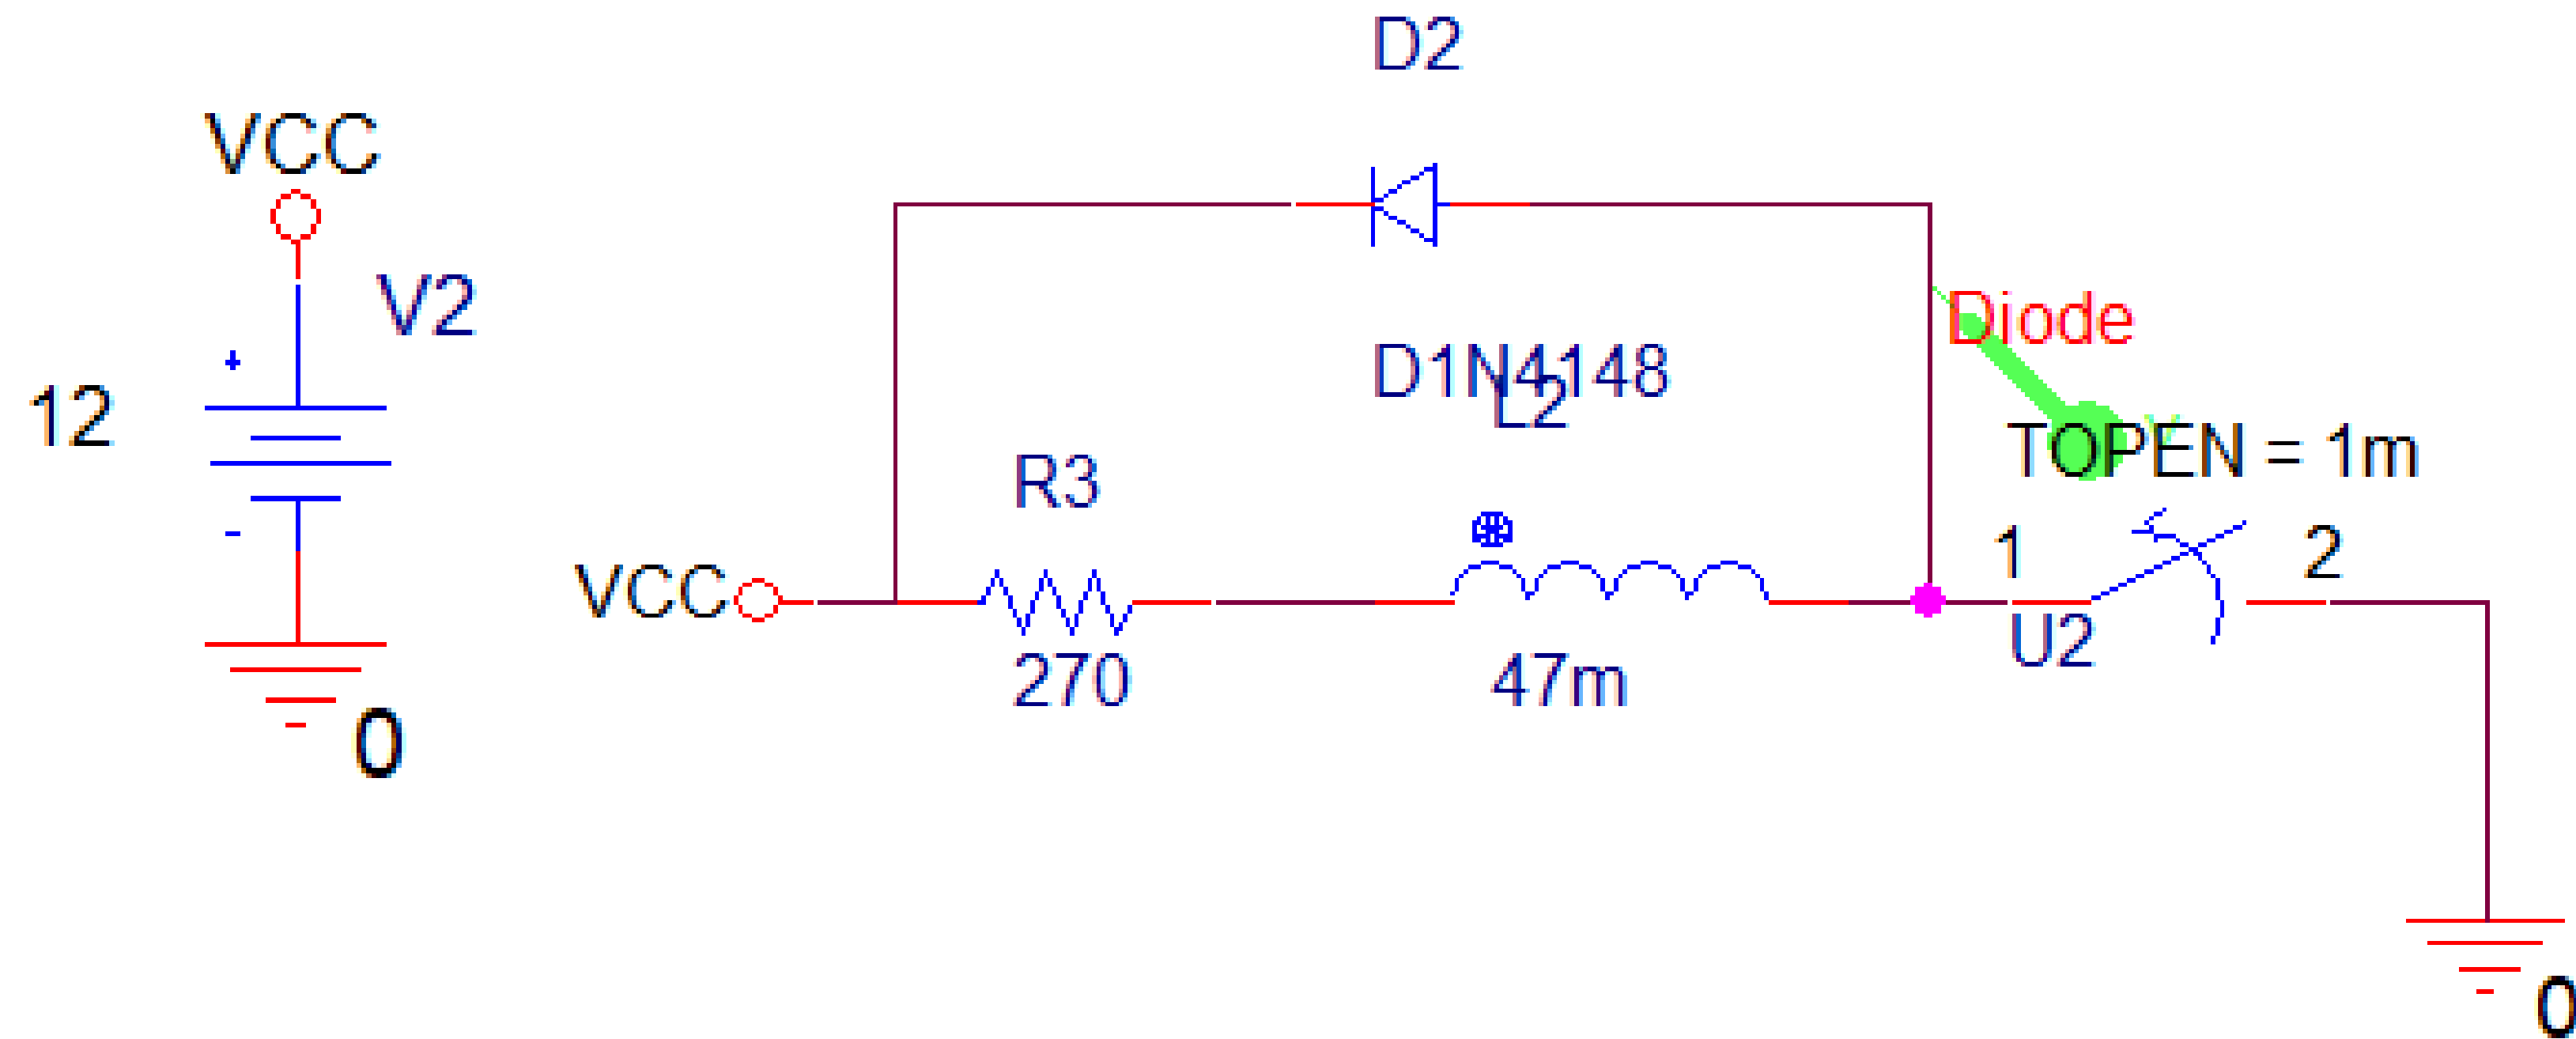 D2
VCC
V2
+
12
-
0
Diode
D1N4148
L2
TOPEN = 1m
R3
VCC
1
2
U2
270
47m
0